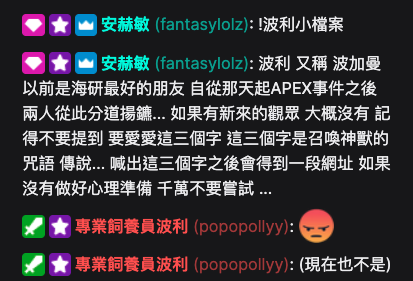 安赫敏 (fantasylolz): !波利小檔案
安赫敏 (fantasylolz): 波利 又稱 波加曼
以前是海研最好的朋友 自從那天起APEX事件之後
兩人從此分道揚鑣... 如果有新來的觀眾 大概沒有 記
得不要提到 要愛愛這三個字 這三個字是召喚神獸的
咒語 傳說... 喊出這三個字之後會得到一段網址 如果
沒有做好心理準備 千萬不要嘗試 ...
專業飼養員波利 (popopollyy):
專業飼養員波利 (popopollyy): (現在也不是)